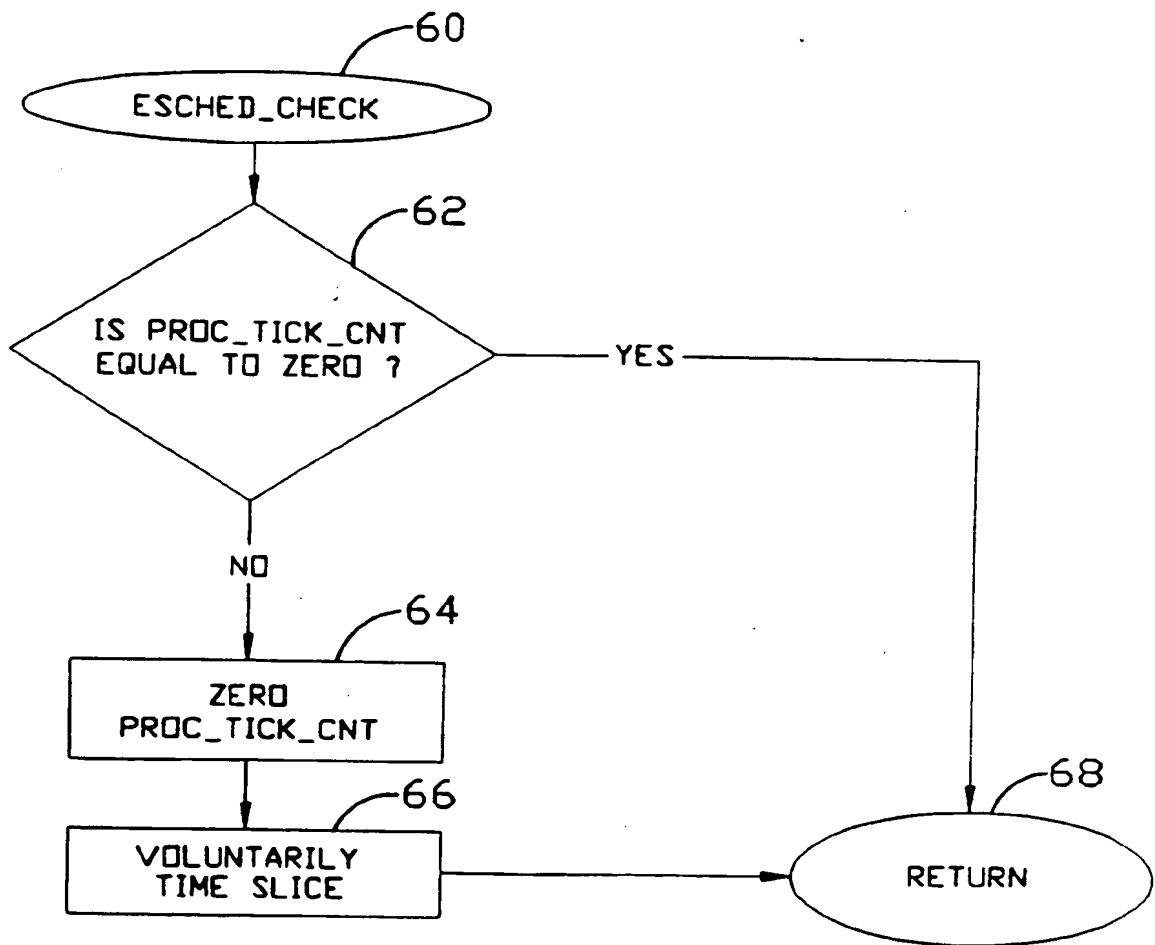 60
ESCHED_CHECK
62
IS PROC_TICK_CNT
EQUAL TO ZERO ?
YES
NO
64
ZERO
PROC_TICK_CNT
66
VOLUNTARILY
TIME SLICE
68
RETURN